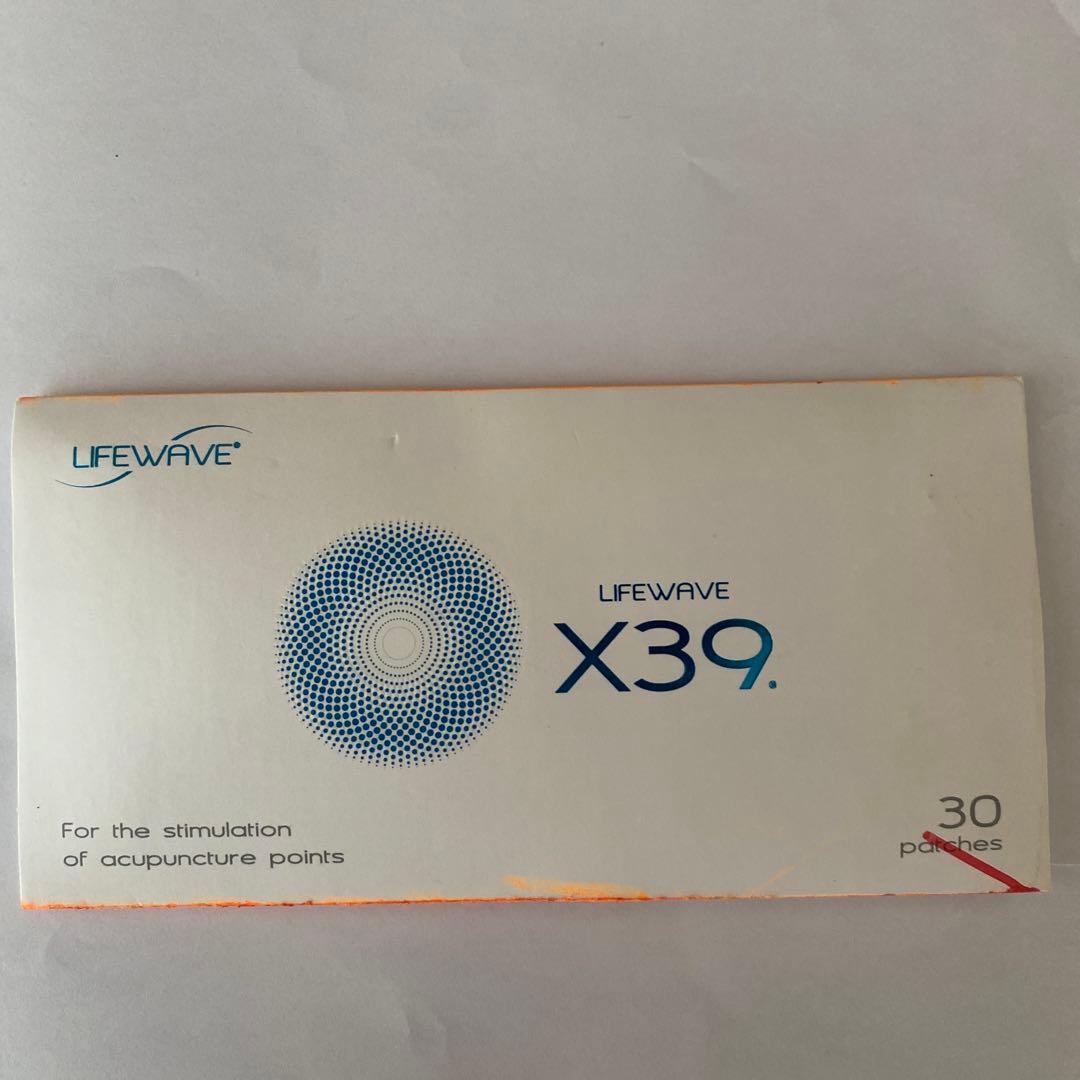 LIFEWAVE
LIFEWAVE
X39.
For the stimulation
of acupuncture points
30
patches